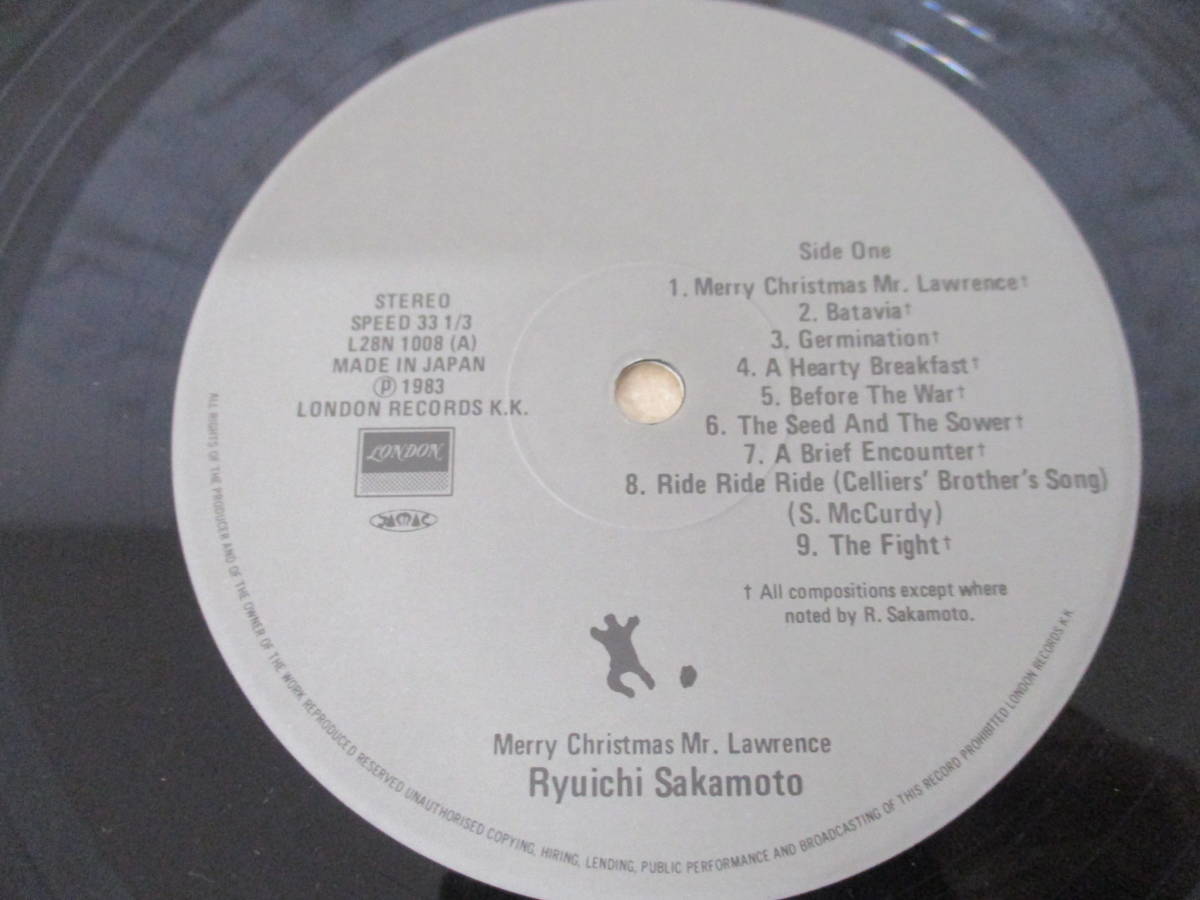 STEREO
SPEED 33 1/3
L28N 1008 (A)
MADE IN JAPAN
Ⓟ 1983
LONDON RECORDS K.K.
LONDON
Side One
1. Merry Christmas Mr. Lawrence†
2. Batavia†
3. Germination†
4. A Hearty Breakfast†
5. Before The War†
6. The Seed And The Sower†
7. A Brief Encounter†
8. Ride Ride Ride (Celliers' Brother's Song)
(S. McCurdy)
9. The Fight†
† All compositions except where
noted by R. Sakamoto.
Merry Christmas Mr. Lawrence
Ryuichi Sakamoto
ALL RIGHTS OF THE PRODUCER AND OF THE OWNER OF THE WORK REPRODUCED RESERVED UNAUTHORISED COPYING, HIRING, LENDING, PUBLIC PERFORMANCE AND BROADCASTING OF THIS RECORD PROHIBITED LONDON RECORDS K.K.